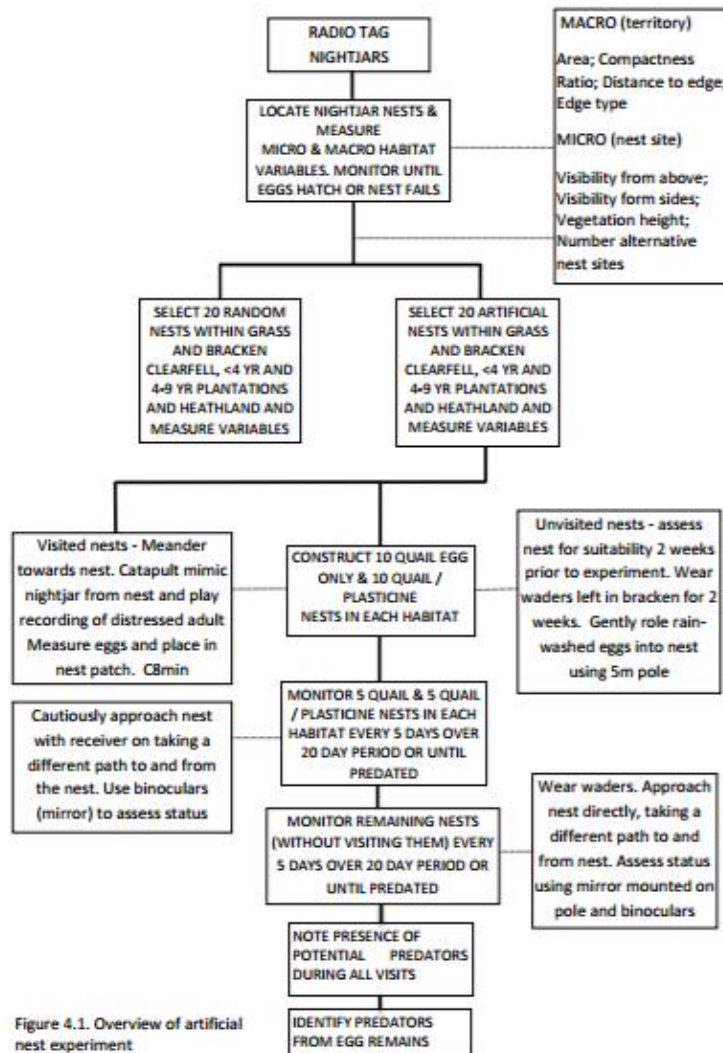 RADIO TAG
NIGHTJARS
MACRO (territory)
Area; Compactness
Ratio; Distance to edge;
Edge type
MICRO (nest site)
Visibility from above;
Visibility form sides;
Vegetation height;
Number alternative
nest sites
LOCATE NIGHTJAR NESTS &
MEASURE
MICRO & MACRO HABITAT
VARIABLES. MONITOR UNTIL
EGGS HATCH OR NEST FAILS
SELECT 20 RANDOM
NESTS WITHIN GRASS
AND BRACKEN
CLEARFELL, <4 YR AND
4-9 YR PLANTATIONS
AND HEATHLAND AND
MEASURE VARIABLES
SELECT 20 ARTIFICIAL
NESTS WITHIN GRASS
AND BRACKEN
CLEARFELL, <4 YR AND
4-9 YR PLANTATIONS
AND HEATHLAND AND
MEASURE VARIABLES
Visited nests - Meander
towards nest. Catapult mimic
nightjar from nest and play
recording of distressed adult
Measure eggs and place in
nest patch. C8min
CONSTRUCT 10 QUAIL EGG
ONLY & 10 QUAIL /
PLASTICINE
NESTS IN EACH HABITAT
Unvisited nests - assess
nest for suitability 2 weeks
prior to experiment. Wear
waders left in bracken for 2
weeks. Gently role rain-
washed eggs into nest
using 5m pole
MONITOR 5 QUAIL & 5 QUAIL
/ PLASTICINE NESTS IN EACH
HABITAT EVERY 5 DAYS OVER
20 DAY PERIOD OR UNTIL
PREDATED
Cautiously approach nest
with receiver on taking a
different path to and from
the nest. Use binoculars
(mirror) to assess status
MONITOR REMAINING NESTS
(WITHOUT VISITING THEM) EVERY
5 DAYS OVER 20 DAY PERIOD OR
UNTIL PREDATED
Wear waders. Approach
nest directly, taking a
different path to and
from nest. Assess status
using mirror mounted on
pole and binoculars
NOTE PRESENCE OF
POTENTIAL PREDATORS
DURING ALL VISITS
IDENTIFY PREDATORS
FROM EGG REMAINS
Figure 4.1. Overview of artificial
nest experiment